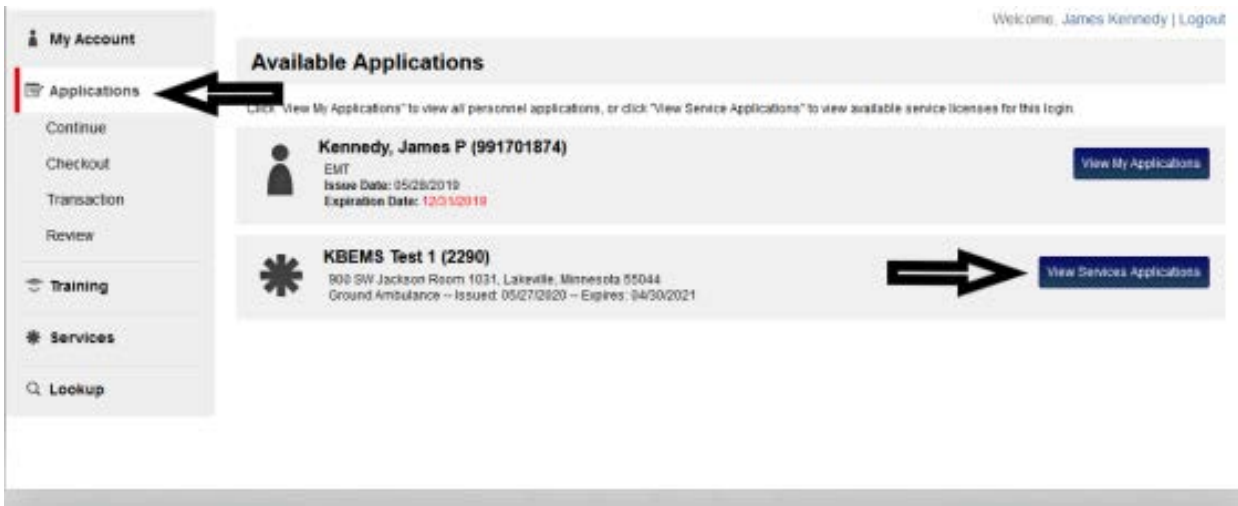 Welcome, James Kennedy | Logout
My Account
Applications
Continue
Checkout
Transaction
Review
Training
Services
Lookup
Available Applications
Click "View My Applications" to view all personnel applications, or click "View Service Applications" to view available service licenses for this login.
Kennedy, James P (991701874)
EMT
Issue Date: 05/28/2019
Expiration Date: 12/31/2019
View My Applications
KBEMS Test 1 (2290)
900 SW Jackson Room 1031, Lakeville, Minnesota 55044
Ground Ambulance -- Issued: 05/27/2020 -- Expires: 04/30/2021
View Services Applications